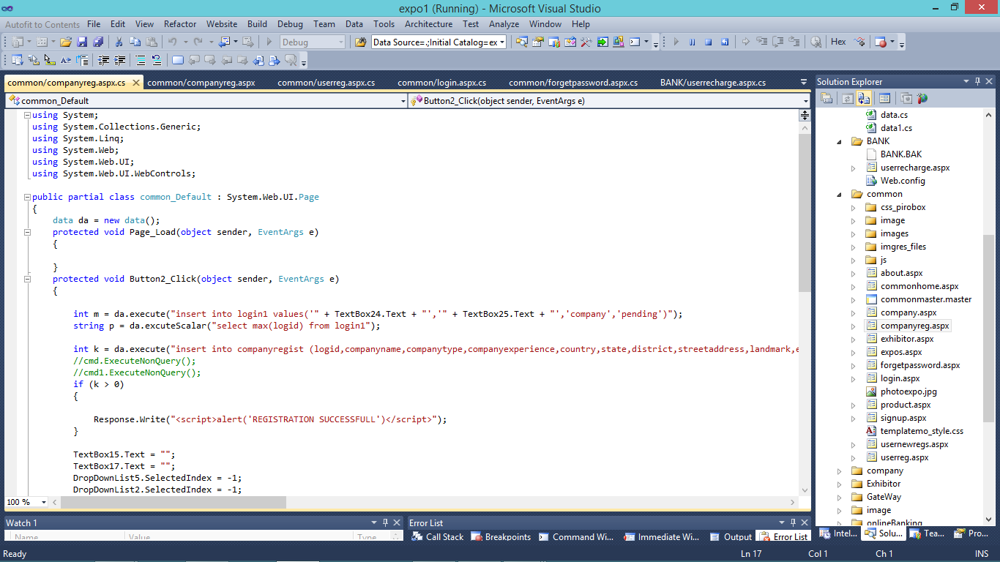 expo1 (Running) - Microsoft Visual Studio
Autofit to Contents File Edit View Refactor Website Build Debug Team Data Tools Architecture Test Analyze Window Help
Debug Data Source=.;Initial Catalog=ex Hex
common/companyreg.aspx.cs common/companyreg.aspx common/userreg.aspx.cs common/login.aspx.cs common/forgetpassword.aspx.cs BANK/userrecharge.aspx.cs
common_Default Button2_Click(object sender, EventArgs e)
using System;
using System.Collections.Generic;
using System.Linq;
using System.Web;
using System.Web.UI;
using System.Web.UI.WebControls;
public partial class common_Default : System.Web.UI.Page
{
data da = new data();
protected void Page_Load(object sender, EventArgs e)
{
}
protected void Button2_Click(object sender, EventArgs e)
{
int m = da.execute("insert into login1 values('" + TextBox24.Text + "','" + TextBox25.Text + "','company','pending')");
string p = da.excuteScalar("select max(logid) from login1");
int k = da.execute("insert into companyregist (logid,companyname,companytype,companyexperience,country,state,district,streetaddress,landmark,e
//cmd.ExecuteNonQuery();
//cmd1.ExecuteNonQuery();
if (k > 0)
{
Response.Write("<script>alert('REGISTRATION SUCCESSFULL')</script>");
}
TextBox15.Text = "";
TextBox17.Text = "";
DropDownList5.SelectedIndex = -1;
DropDownList2.SelectedIndex = -1;
100 %
Solution Explorer
data.cs
data1.cs
BANK
BANK.BAK
userrecharge.aspx
Web.config
common
css_pirobox
image
images
imgres_files
js
about.aspx
commonhome.aspx
commonmaster.master
company.aspx
companyreg.aspx
exhibitor.aspx
expos.aspx
forgetpassword.aspx
login.aspx
photoexpo.jpg
product.aspx
signup.aspx
templatemo_style.css
usernewregs.aspx
userreg.aspx
company
Exhibitor
GateWay
image
onlineBanking
Intel... Solu... Tea... Pro...
Watch 1
Name Value Type
Error List
Call Stack Breakpoints Command Wi... Immediate Wi... Output Error List
Ready Ln 17 Col 1 Ch 1 INS